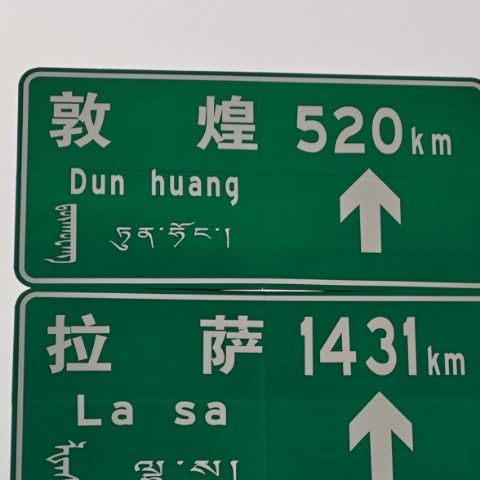 敦 煌 520km
Dun huang
ཏུན་ཧོང་།
拉 萨 1431km
La sa
ལྷ་ས།